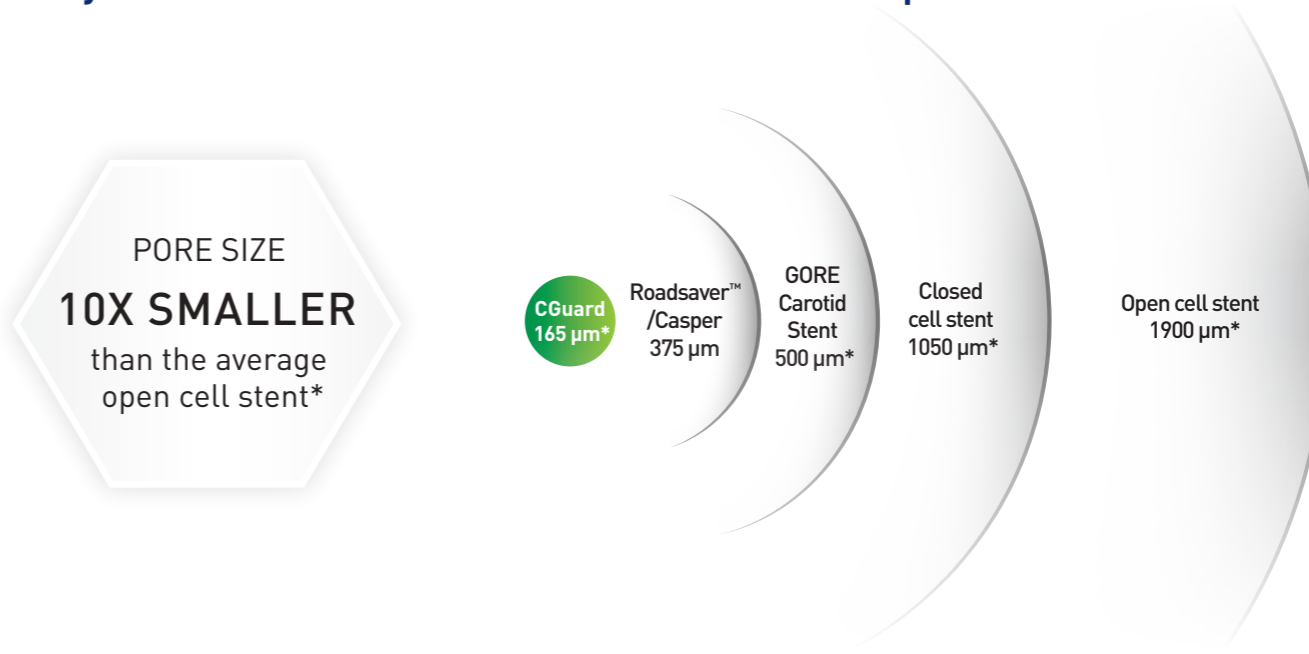 PORE SIZE
10X SMALLER
than the average
open cell stent*
CGuard
165 µm*
Roadsaver™
/Casper
375 µm
GORE
Carotid
Stent
500 µm*
Closed
cell stent
1050 µm*
Open cell stent
1900 µm*